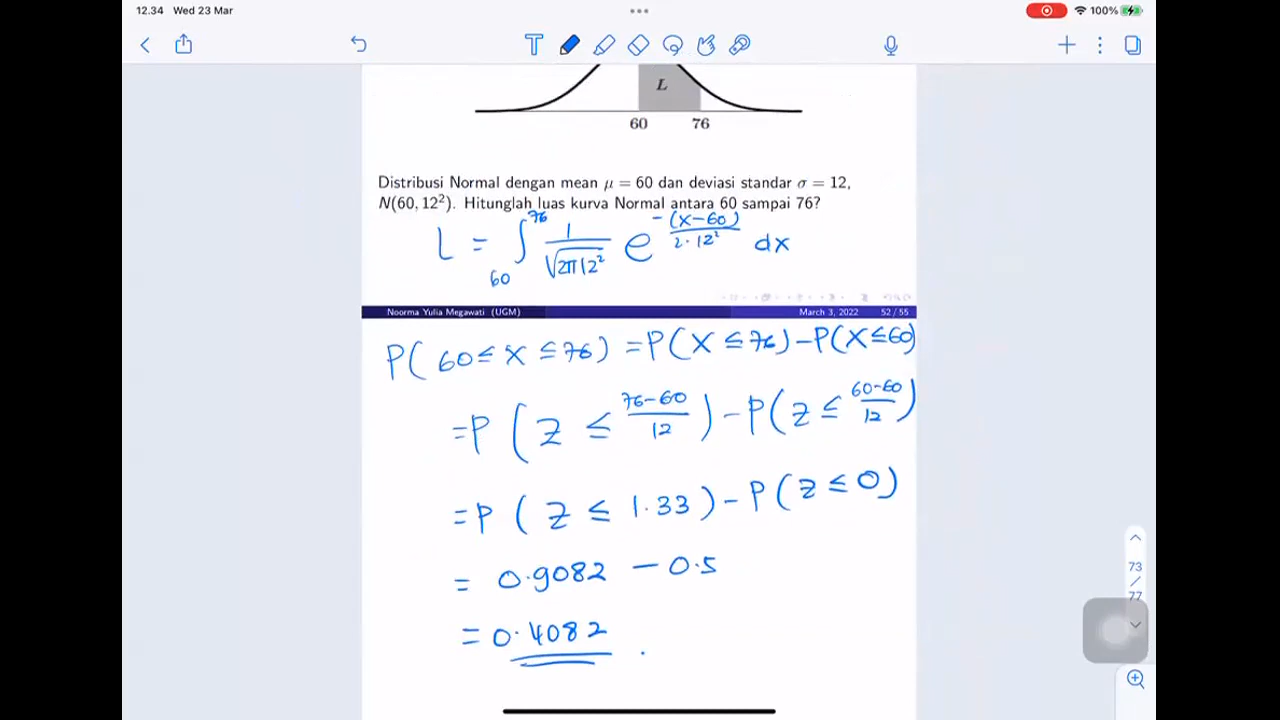 12.34 Wed 23 Mar
100%
L
60 76
Distribusi Normal dengan mean μ = 60 dan deviasi standar σ = 12,
N(60, 12²). Hitunglah luas kurva Normal antara 60 sampai 76?
L = ∫₆₀⁷⁶ 1/√(2π12²) e^(-(x-60)/(2·12²)) dx
Noorma Yulia Megawati (UGM) March 3, 2022 52 / 55
P(60 ≤ X ≤ 76) = P(X ≤ 76) - P(X ≤ 60)
= P(Z ≤ (76-60)/12) - P(Z ≤ (60-60)/12)
= P(Z ≤ 1.33) - P(Z ≤ 0)
= 0.9082 - 0.5
= 0.4082
73
/
77